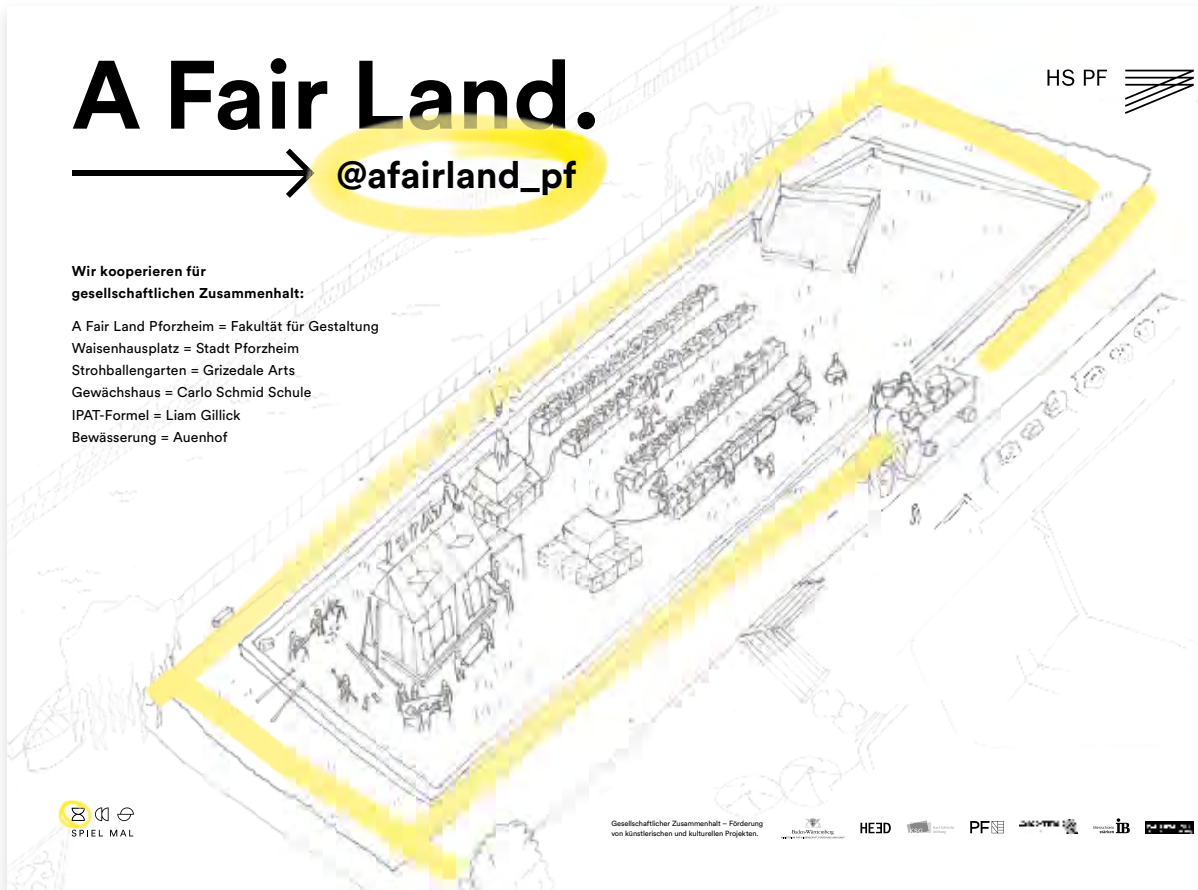 A Fair Land.
HS PF
@afairland_pf
Wir kooperieren für
gesellschaftlichen Zusammenhalt:
A Fair Land Pforzheim = Fakultät für Gestaltung
Waisenhausplatz = Stadt Pforzheim
Strohballengarten = Grizedale Arts
Gewächshaus = Carlo Schmid Schule
IPAT-Formel = Liam Gillick
Bewässerung = Auenhof
SPIEL MAL
Gesellschaftlicher Zusammenhalt – Förderung
von künstlerischen und kulturellen Projekten.
Baden-Württemberg
PF
IB